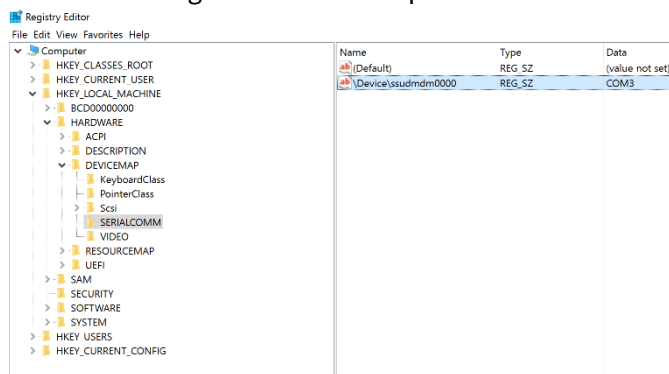 Registry Editor
File Edit View Favorites Help
Computer
HKEY_CLASSES_ROOT
HKEY_CURRENT_USER
HKEY_LOCAL_MACHINE
BCD00000000
HARDWARE
ACPI
DESCRIPTION
DEVICEMAP
KeyboardClass
PointerClass
Scsi
SERIALCOMM
VIDEO
RESOURCEMAP
UEFI
SAM
SECURITY
SOFTWARE
SYSTEM
HKEY_USERS
HKEY_CURRENT_CONFIG
Name Type Data
(Default) REG_SZ (value not set)
\Device\ssudmdm0000 REG_SZ COM3